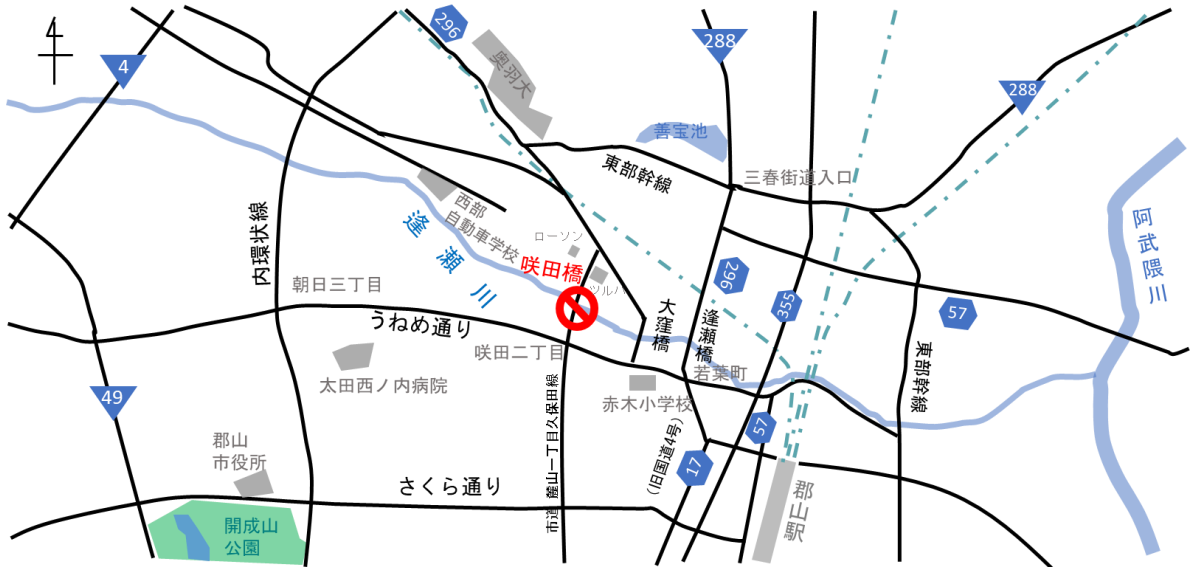 4
296
奥羽大
288
288
4
善宝池
東部幹線
三春街道入口
西部
自動車学校
逢瀬川
内環状線
ローソン
咲田橋
ツルハ
阿武隈川
朝日三丁目
うねめ通り
296
355
57
大窪橋
逢瀬橋
咲田二丁目
若葉町
東部幹線
太田西ノ内病院
赤木小学校
49
市道 麓山一丁目久保田線
57
(旧国道4号)
17
郡山
市役所
さくら通り
郡山駅
開成山
公園